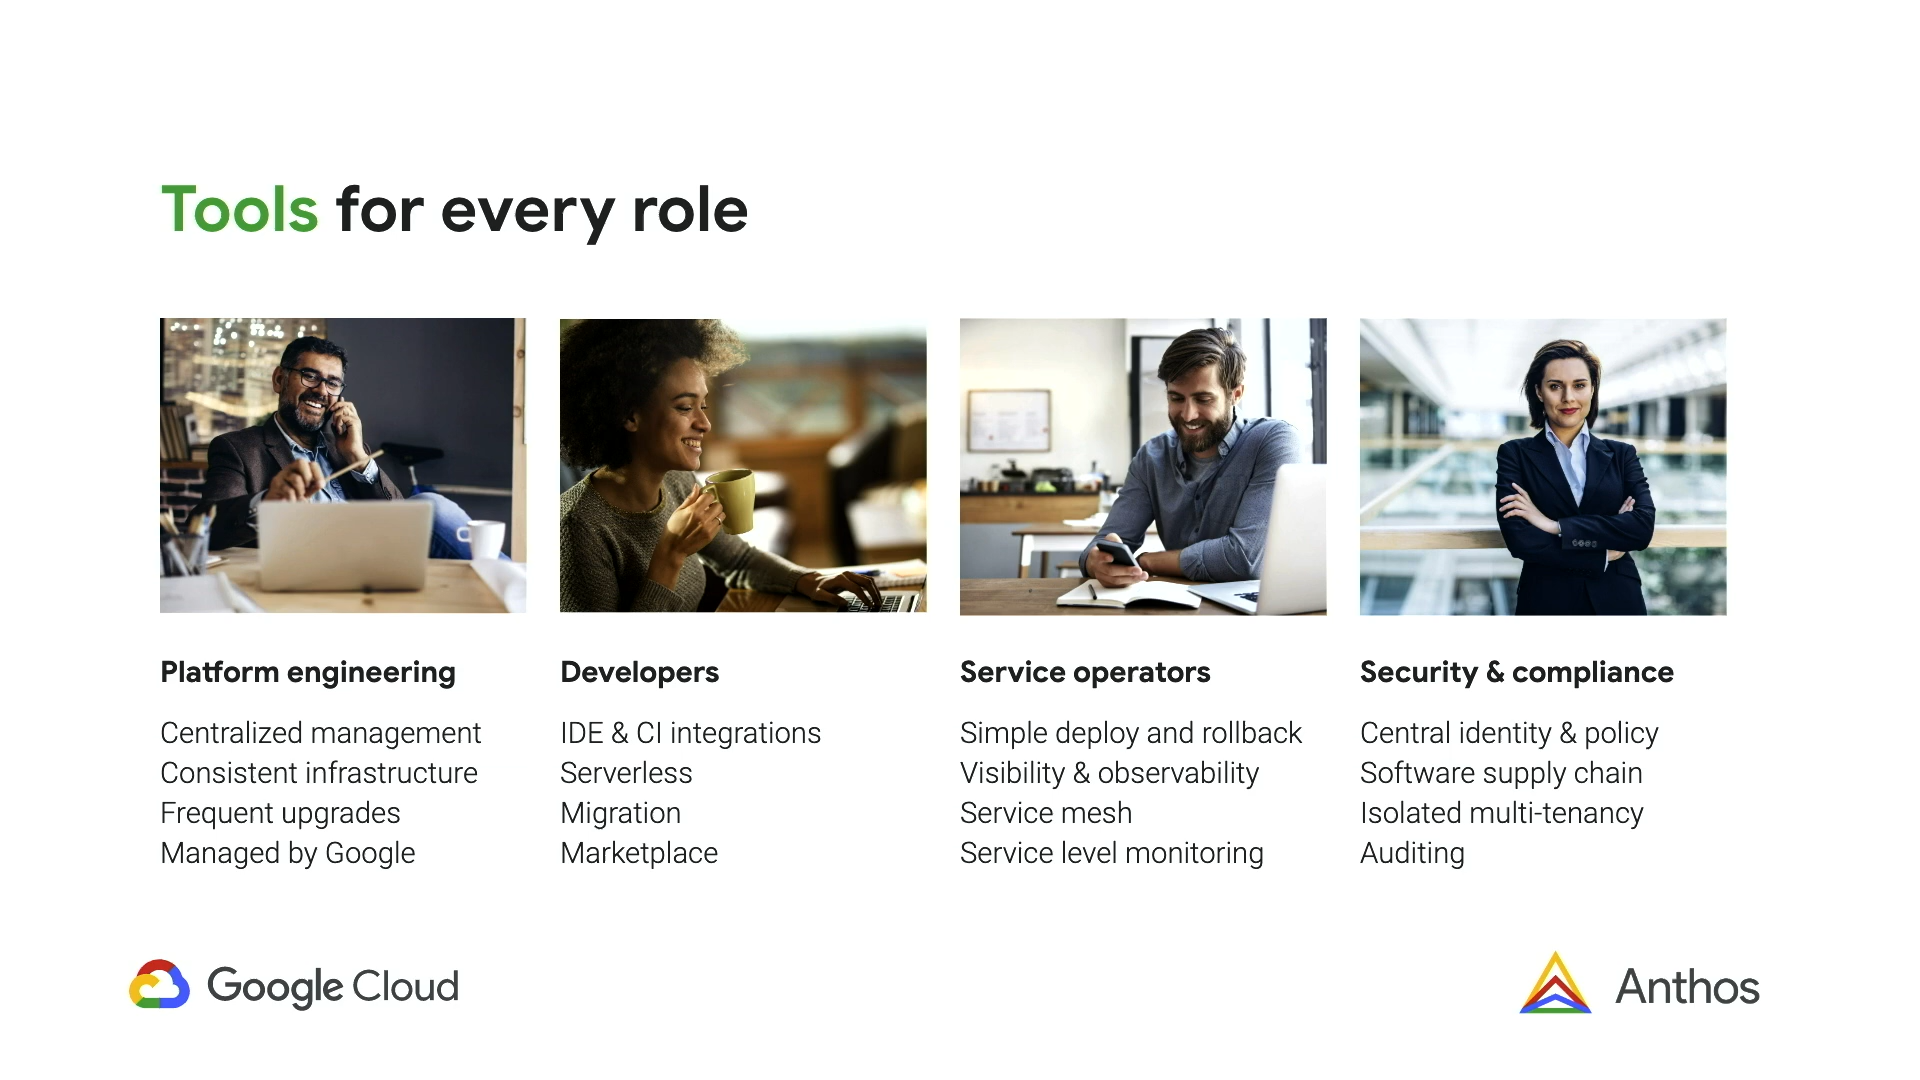 Tools for every role
Platform engineering
Centralized management
Consistent infrastructure
Frequent upgrades
Managed by Google
Developers
IDE & CI integrations
Serverless
Migration
Marketplace
Service operators
Simple deploy and rollback
Visibility & observability
Service mesh
Service level monitoring
Security & compliance
Central identity & policy
Software supply chain
Isolated multi-tenancy
Auditing
Google Cloud
Anthos